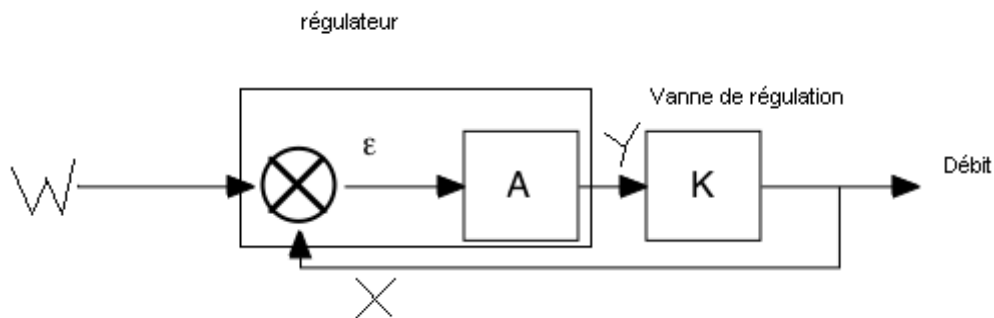 régulateur
Vanne de régulation
Y
ε
W
A
K
Débit
X